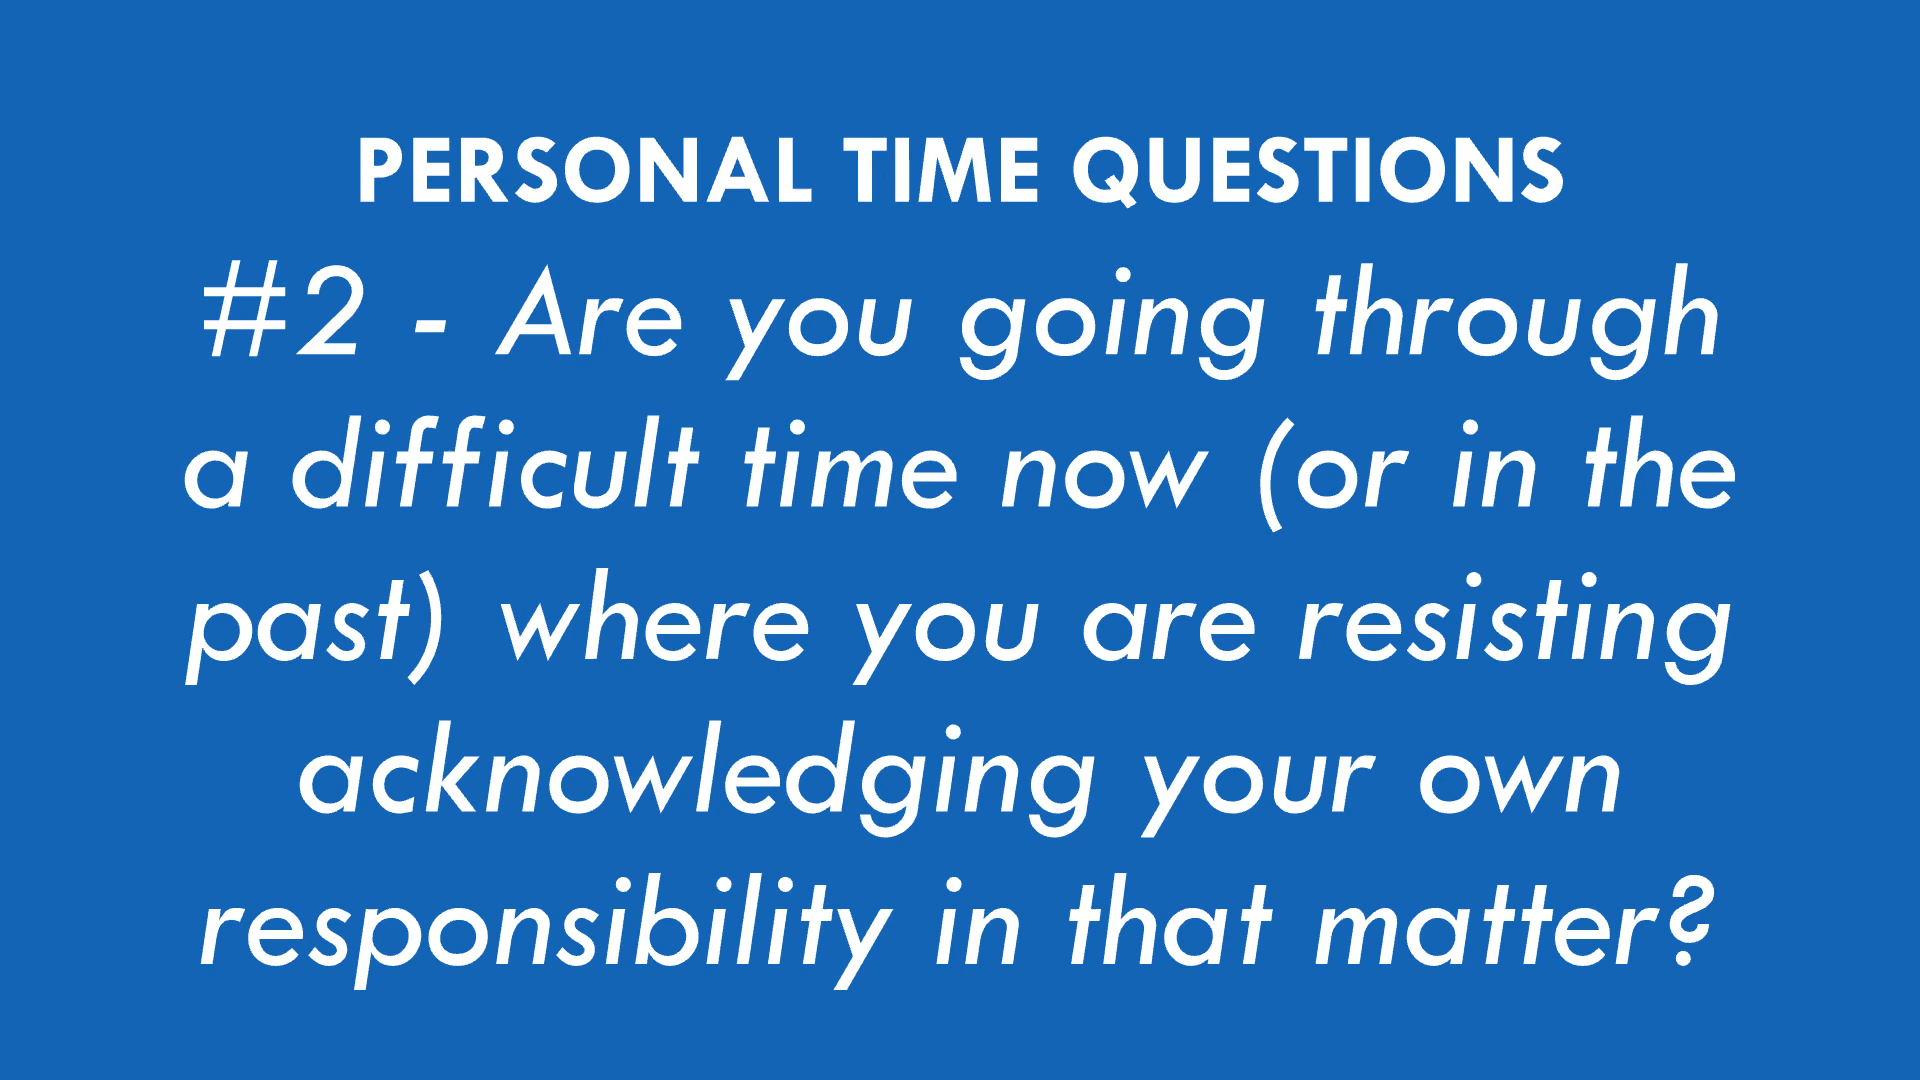 PERSONAL TIME QUESTIONS
#2 - Are you going through
a difficult time now (or in the
past) where you are resisting
acknowledging your own
responsibility in that matter?